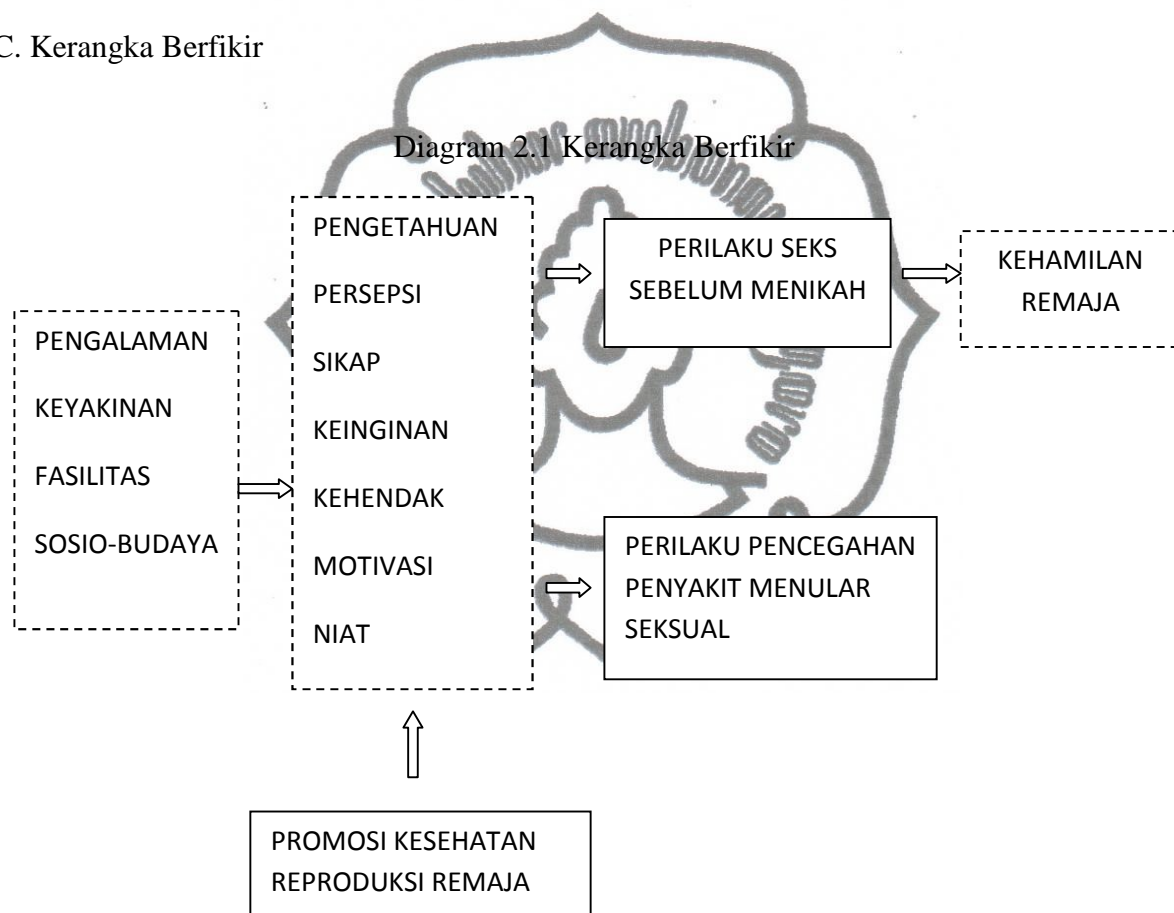 C. Kerangka Berfikir
Diagram 2.1 Kerangka Berfikir
PENGALAMAN
KEYAKINAN
FASILITAS
SOSIO-BUDAYA
PENGETAHUAN
PERSEPSI
SIKAP
KEINGINAN
KEHENDAK
MOTIVASI
NIAT
PERILAKU SEKS
SEBELUM MENIKAH
KEHAMILAN
REMAJA
PERILAKU PENCEGAHAN
PENYAKIT MENULAR
SEKSUAL
PROMOSI KESEHATAN
REPRODUKSI REMAJA